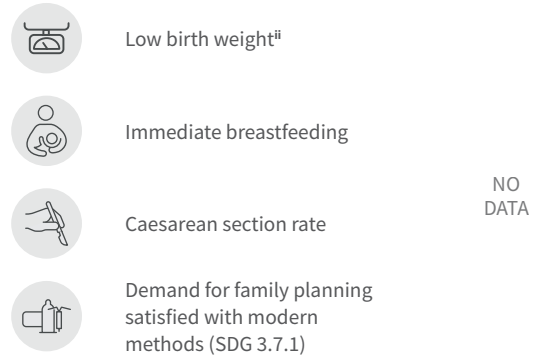 Low birth weightⁱⁱ
Immediate breastfeeding
NO
DATA
Caesarean section rate
Demand for family planning
satisfied with modern
methods (SDG 3.7.1)